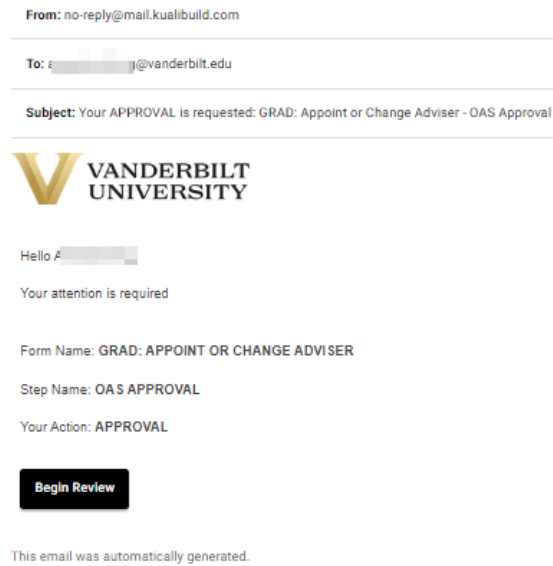 From: no-reply@mail.kualibuild.com
To: @vanderbilt.edu
Subject: Your APPROVAL is requested: GRAD: Appoint or Change Adviser - OAS Approval
VANDERBILT
UNIVERSITY
Hello A
Your attention is required
Form Name: GRAD: APPOINT OR CHANGE ADVISER
Step Name: OAS APPROVAL
Your Action: APPROVAL
Begin Review
This email was automatically generated.